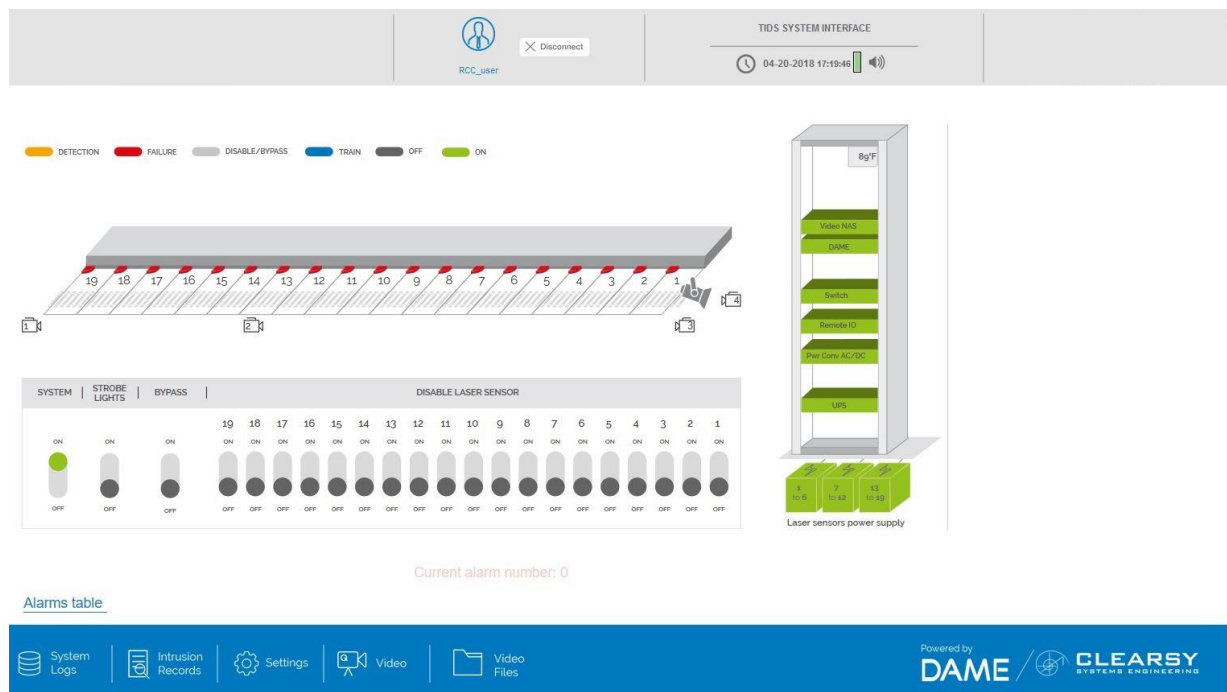 TIDS SYSTEM INTERFACE
Disconnect
04-20-2018 17:19:46
RCC_user
DETECTION FAILURE DISABLE/BYPASS TRAIN OFF ON
89°F
Video NAS
DAME
Switch
Remote IO
Pwr Conv AC/DC
UPS
19 18 17 16 15 14 13 12 11 10 9 8 7 6 5 4 3 2 1
4
1 2 3
SYSTEM STROBE LIGHTS BYPASS DISABLE LASER SENSOR
19 18 17 16 15 14 13 12 11 10 9 8 7 6 5 4 3 2 1
ON ON ON ON ON ON ON ON ON ON ON ON ON ON ON ON ON ON ON ON ON ON
OFF OFF OFF OFF OFF OFF OFF OFF OFF OFF OFF OFF OFF OFF OFF OFF OFF OFF OFF OFF OFF OFF
1 to 6
7 to 12
13 to 19
Laser sensors power supply
Current alarm number: 0
Alarms table
System Logs
Intrusion Records
Settings
Video
Video Files
Powered by
DAME
CLEARSY
SYSTEMS ENGINEERING